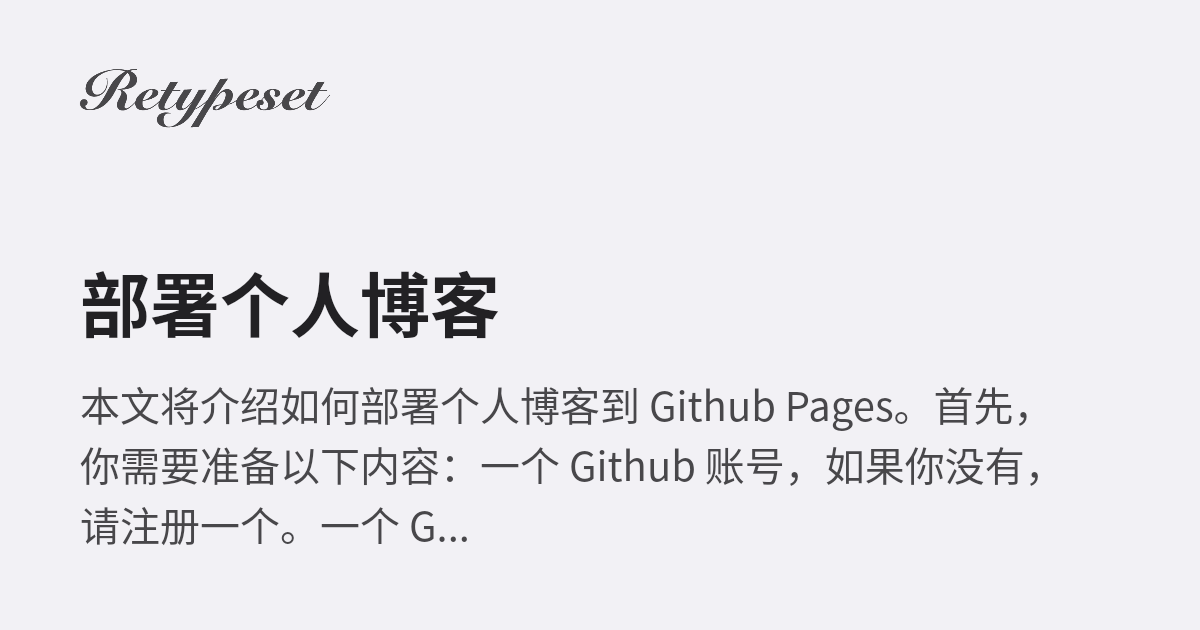 Retypeset
部署个人博客
本文将介绍如何部署个人博客到 Github Pages。首先，
你需要准备以下内容：一个 Github 账号，如果你没有，
请注册一个。一个 G...